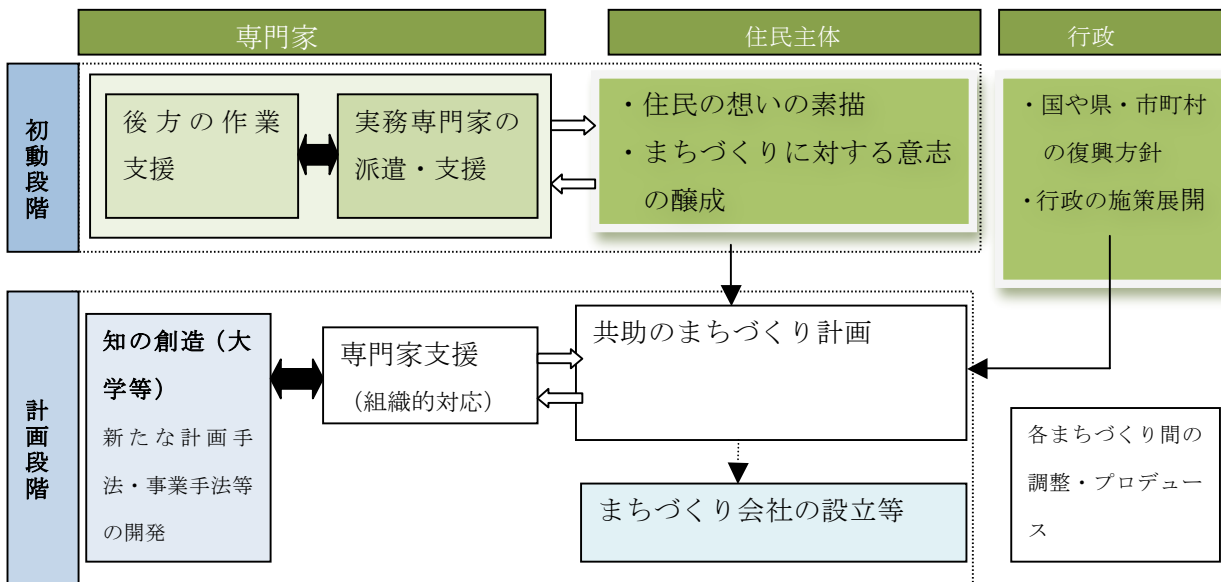 専門家
住民主体
行政
初動段階
後方の作業
支援
実務専門家の
派遣・支援
・住民の想いの素描
・まちづくりに対する意志
の醸成
・国や県・市町村
の復興方針
・行政の施策展開
計画段階
知の創造（大
学等）
新たな計画手
法・事業手法等
の開発
専門家支援
（組織的対応）
共助のまちづくり計画
まちづくり会社の設立等
各まちづくり間の
調整・プロデュー
ス